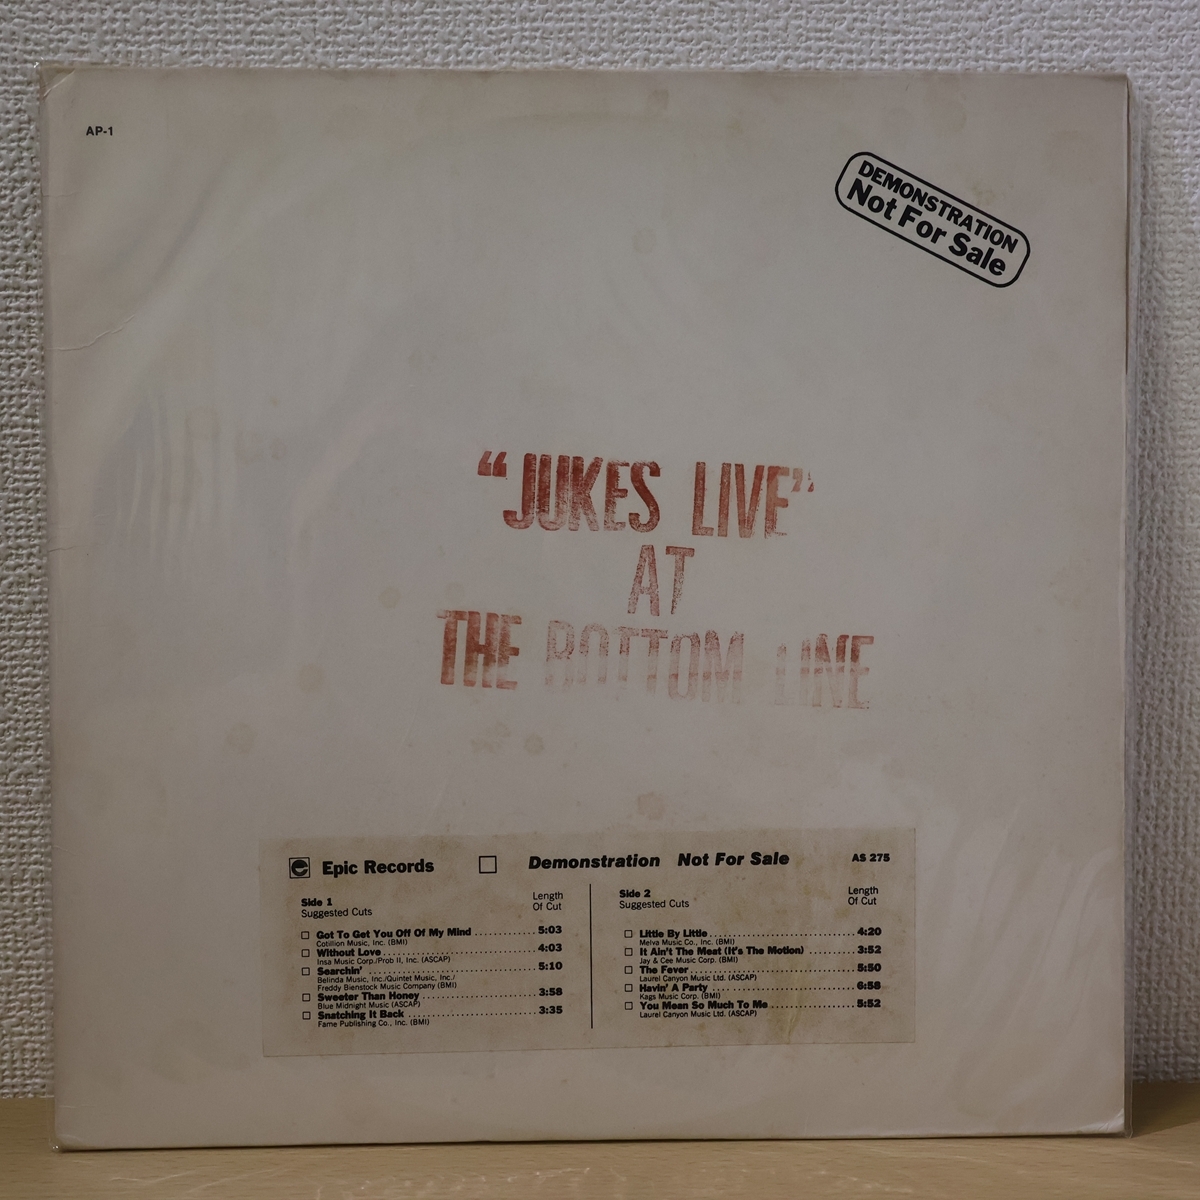 AP-1
DEMONSTRATION
Not For Sale
“JUKES LIVE”
AT
THE BOTTOM LINE
Epic Records
Demonstration Not For Sale
AS 275
Side 1
Suggested Cuts
Length
Of Cut
Got To Get You Off Of My Mind ............ 5:03
Cotillion Music, Inc. (BMI)
Without Love ............ 4:03
Insa Music Corp./Prob II, Inc. (ASCAP)
Searchin' ............ 5:10
Belinda Music, Inc./Quintet Music, Inc./
Freddy Bienstock Music Company (BMI)
Sweeter Than Honey ............ 3:58
Blue Midnight Music (ASCAP)
Snatching It Back ............ 3:35
Fame Publishing Co., Inc. (BMI)
Side 2
Suggested Cuts
Length
Of Cut
Little By Little ............ 4:20
Melva Music Co., Inc. (BMI)
It Ain't The Meat (It's The Motion) ............ 3:52
Jay & Cee Music Corp. (BMI)
The Fever ............ 5:50
Laurel Canyon Music Ltd. (ASCAP)
Havin' A Party ............ 6:58
Kags Music Corp. (BMI)
You Mean So Much To Me ............ 5:52
Laurel Canyon Music Ltd. (ASCAP)